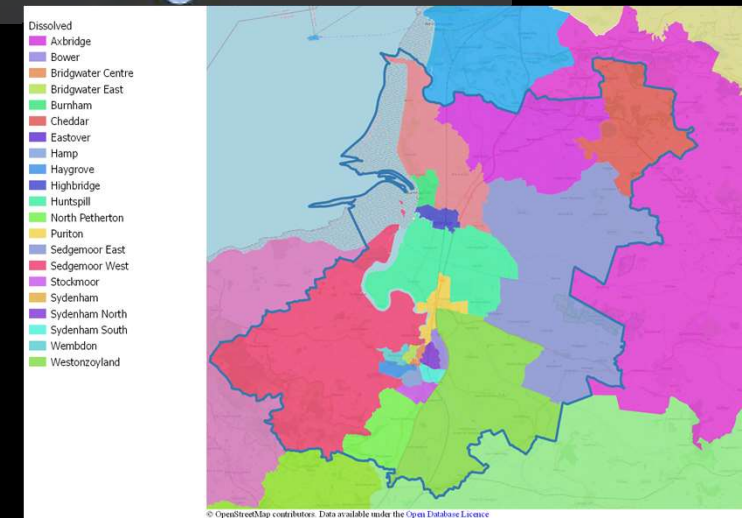 Dissolved
Axbridge
Bower
Bridgwater Centre
Bridgwater East
Burnham
Cheddar
Eastover
Hamp
Haygrove
Highbridge
Huntspill
North Petherton
Puriton
Sedgemoor East
Sedgemoor West
Stockmoor
Sydenham
Sydenham North
Sydenham South
Wembdon
Westonzoyland
© OpenStreetMap contributors. Data available under the Open Database Licence